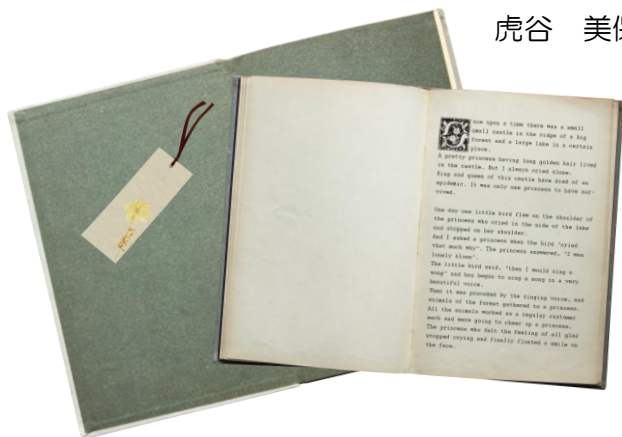 虎谷　美保
Once upon a time there was a small
small castle in the ridge of a big
forest and a large lake in a certain
place.
A pretty princess having long golden hair lived
in the castle. But I always cried alone.
King and queen of this castle have died of an
epidemic. It was only one princess to have sur-
vived.
One day one little bird flew on the shoulder of
the princess who cried in the side of the lake
and stopped on her shoulder.
And I asked a princess when the bird "cried
that much why". The princess answered, "I was
lonely alone".
The little bird said, "then I would sing a
song" and has begun to sing a song in a very
beautiful voice.
Then it was provoked by the singing voice, and
animals of the forest gathered to a princess.
All the animals worked as a regular customer
each and were going to cheer up a princess.
The princess who felt the feeling of all glad
stopped crying and finally floated a smile on
the face.